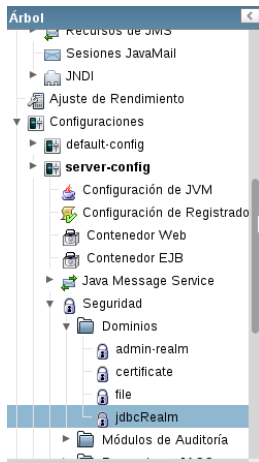 Árbol
Recursos de JMS
Sesiones JavaMail
JNDI
Ajuste de Rendimiento
Configuraciones
default-config
server-config
Configuración de JVM
Configuración de Registrado
Contenedor Web
Contenedor EJB
Java Message Service
Seguridad
Dominios
admin-realm
certificate
file
jdbcRealm
Módulos de Auditoría